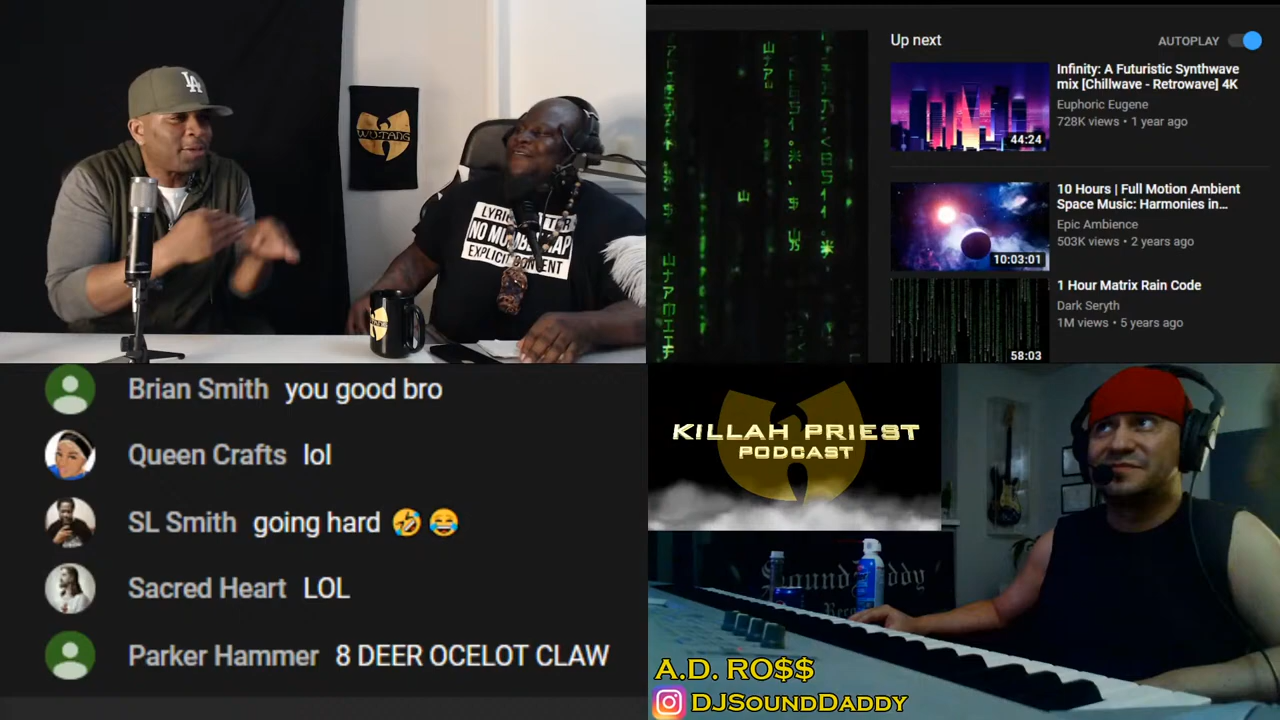 LA
WU-TANG
NO MUMBLE RAP
Up next
AUTOPLAY
Infinity: A Futuristic Synthwave
mix [Chillwave - Retrowave] 4K
Euphoric Eugene
728K views • 1 year ago
44:24
10 Hours | Full Motion Ambient
Space Music: Harmonies in...
Epic Ambience
503K views • 2 years ago
10:03:01
1 Hour Matrix Rain Code
Dark Seryth
1M views • 5 years ago
58:03
Brian Smith you good bro
Queen Crafts lol
SL Smith going hard 🤣😂
Sacred Heart LOL
Parker Hammer 8 DEER OCELOT CLAW
KILLAH PRIEST
PODCAST
SoundDaddy
A.D. RO$$
DJSoundDaddy